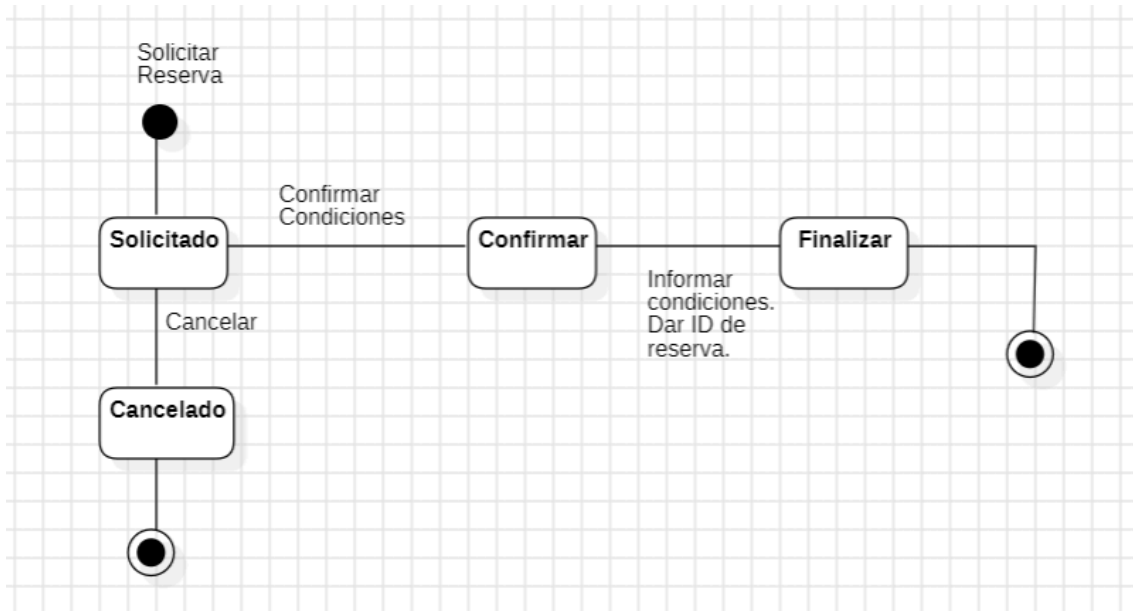 Solicitar
Reserva
Confirmar
Condiciones
Solicitado
Confirmar
Finalizar
Informar
condiciones.
Dar ID de
reserva.
Cancelar
Cancelado